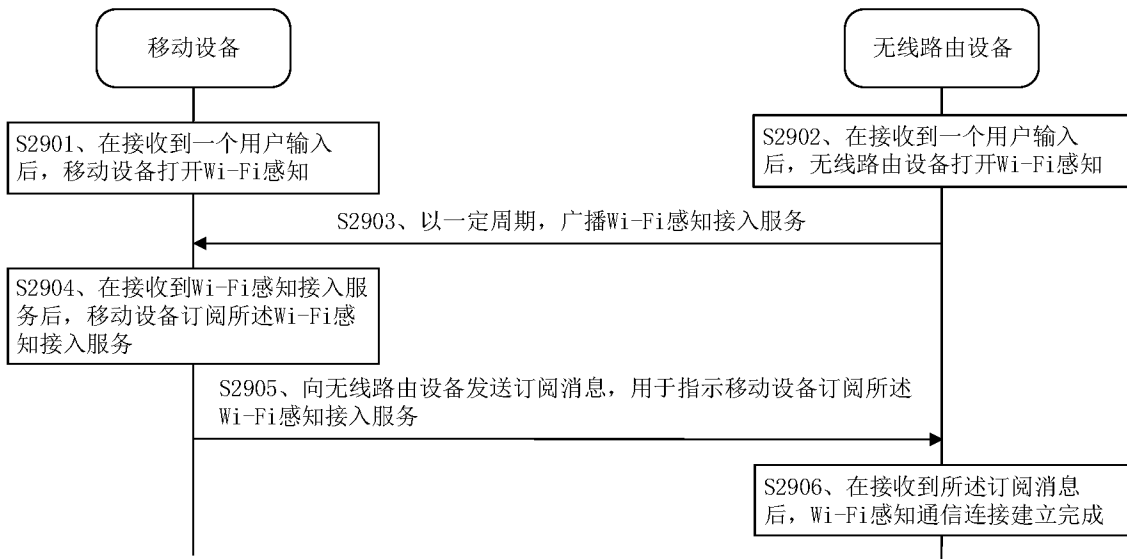 移动设备
无线路由设备
S2901、在接收到一个用户输入
后，移动设备打开Wi-Fi感知
S2902、在接收到一个用户输入
后，无线路由设备打开Wi-Fi感知
S2903、以一定周期，广播Wi-Fi感知接入服务
S2904、在接收到Wi-Fi感知接入服
务后，移动设备订阅所述Wi-Fi感
知接入服务
S2905、向无线路由设备发送订阅消息，用于指示移动设备订阅所述
Wi-Fi感知接入服务
S2906、在接收到所述订阅消息
后，Wi-Fi感知通信连接建立完成